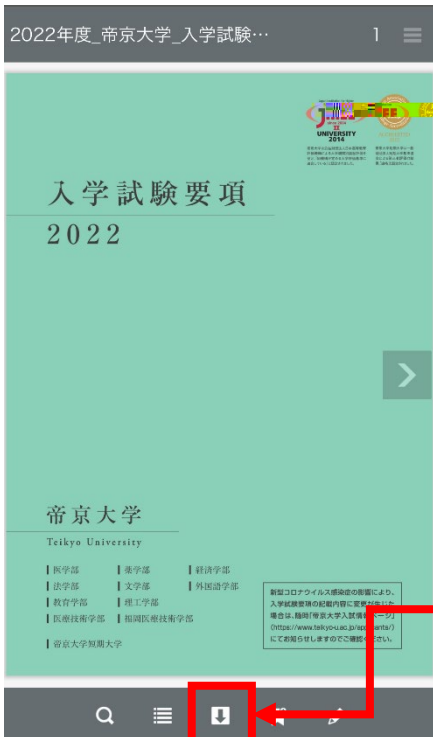 2022年度_帝京大学_入学試験…
1
UNIVERSITY
2014
入学試験要項
2022
帝京大学
Teikyo University
医学部 薬学部 経済学部
法学部 文学部 外国語学部
教育学部 理工学部
医療技術学部 福岡医療技術学部
帝京大学短期大学
新型コロナウイルス感染症の影響により、
入学試験要項の記載内容に変更が生じた
場合は、随時「帝京大学入試情報ページ」
(https://www.teikyo-u.ac.jp/applicants/)
にてお知らせしますのでご確認ください。